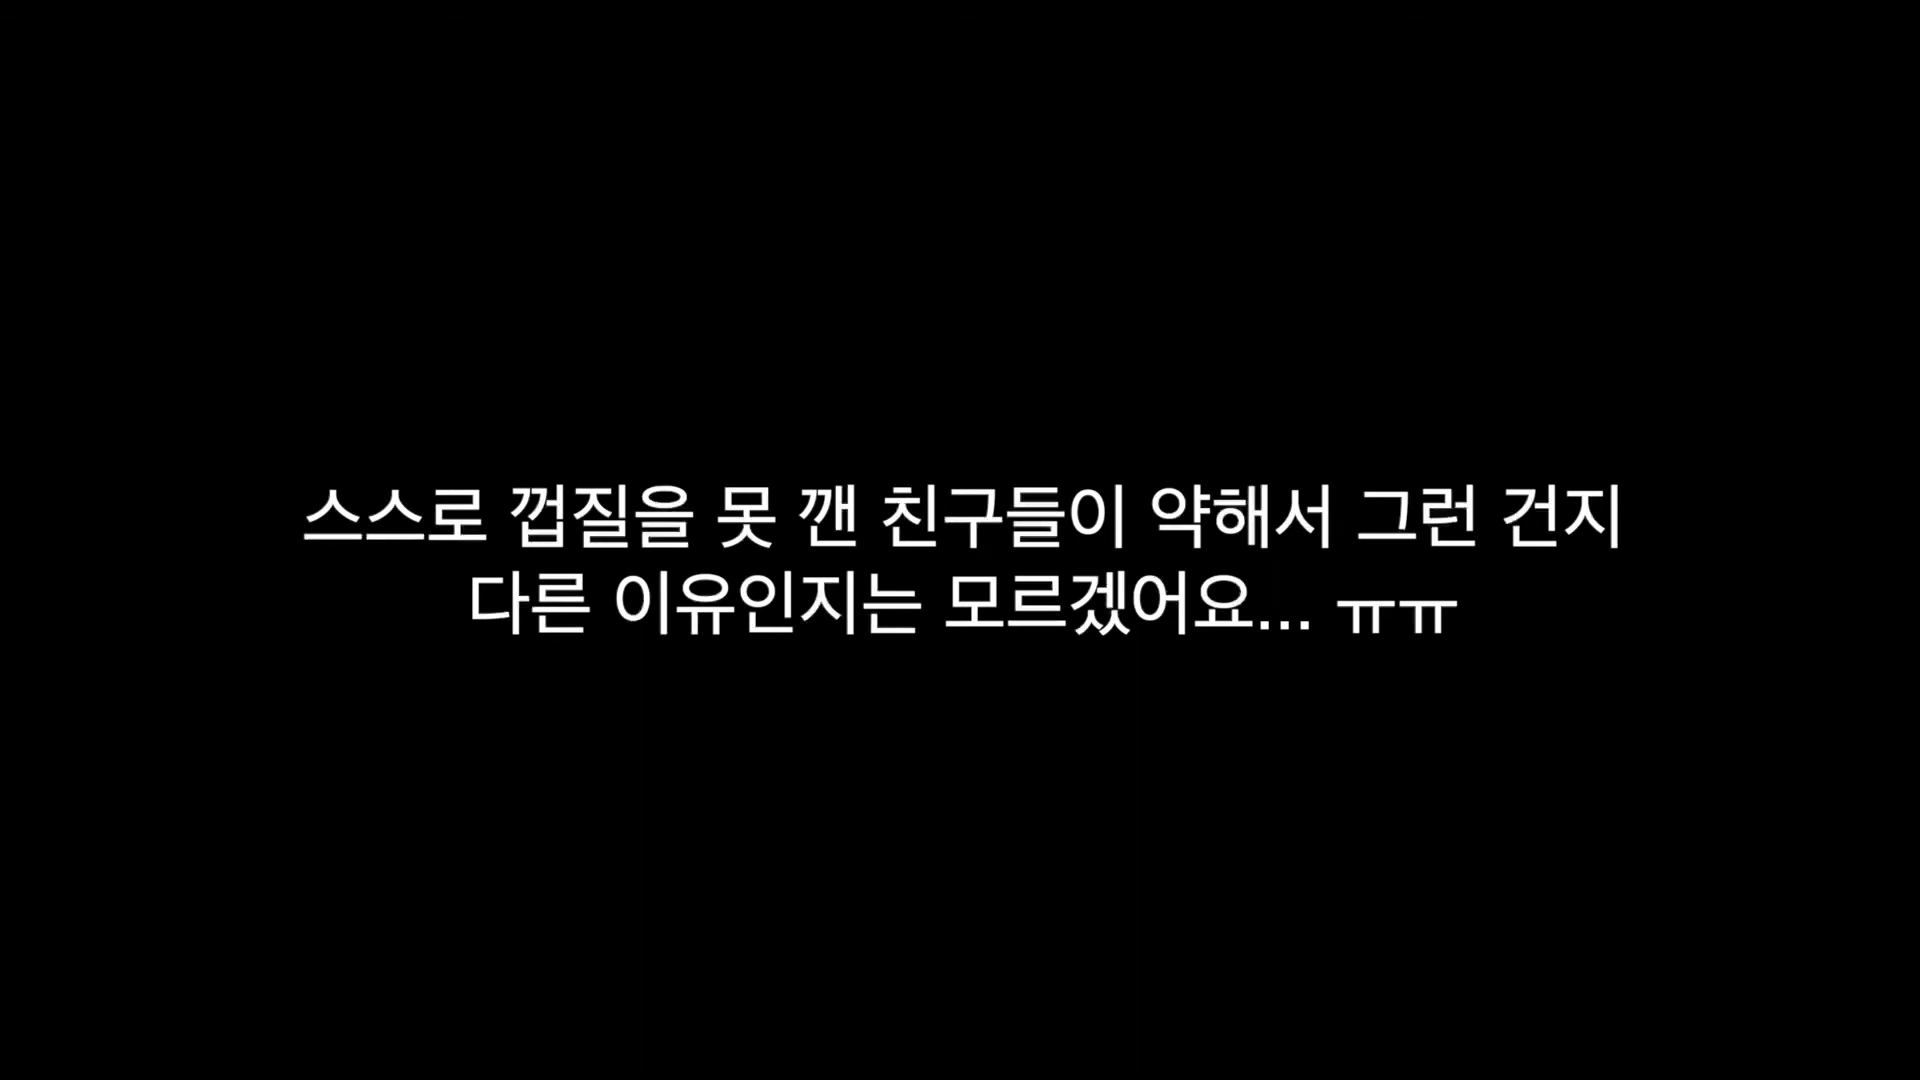 스스로 껍질을 못 깬 친구들이 약해서 그런 건지
다른 이유인지는 모르겠어요... ㅠㅠ